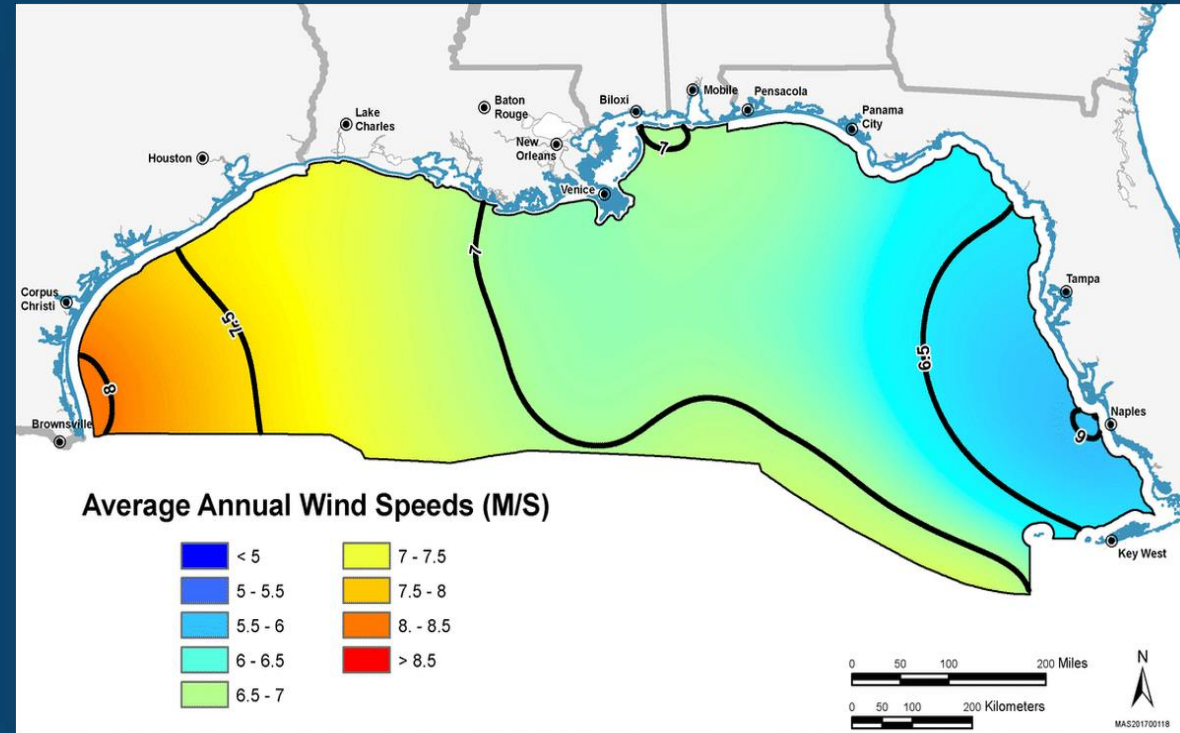 Mobile
Pensacola
Biloxi
Baton
Rouge
Panama
City
Lake
Charles
New
Orleans
7
Houston
Venice
7
Tampa
Corpus
Christi
7.5
6.5
8
Naples
6
Brownsville
Key West
Average Annual Wind Speeds (M/S)
< 5
5 - 5.5
5.5 - 6
6 - 6.5
6.5 - 7
7 - 7.5
7.5 - 8
8. - 8.5
> 8.5
0 50 100 200 Miles
0 50 100 200 Kilometers
N
MAS201700118